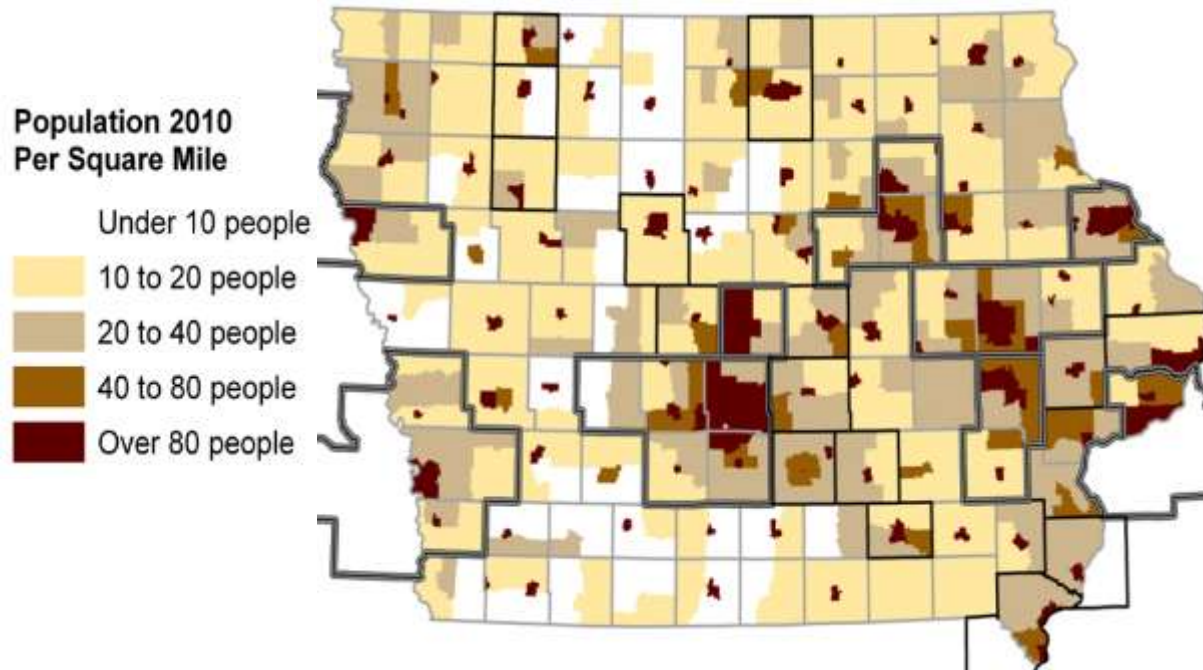 Population 2010
Per Square Mile
Under 10 people
10 to 20 people
20 to 40 people
40 to 80 people
Over 80 people